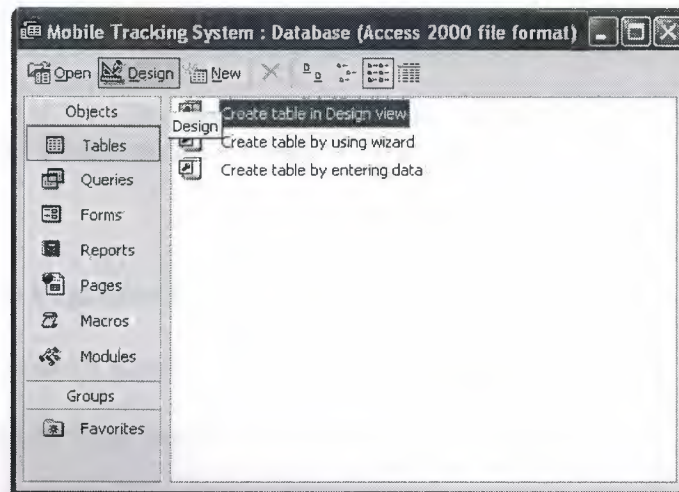 Mobile Tracking System : Database (Access 2000 file format)
Open Design New
Objects
Tables
Queries
Forms
Reports
Pages
Macros
Modules
Groups
Favorites
Create table in Design view
Design
Create table by using wizard
Create table by entering data